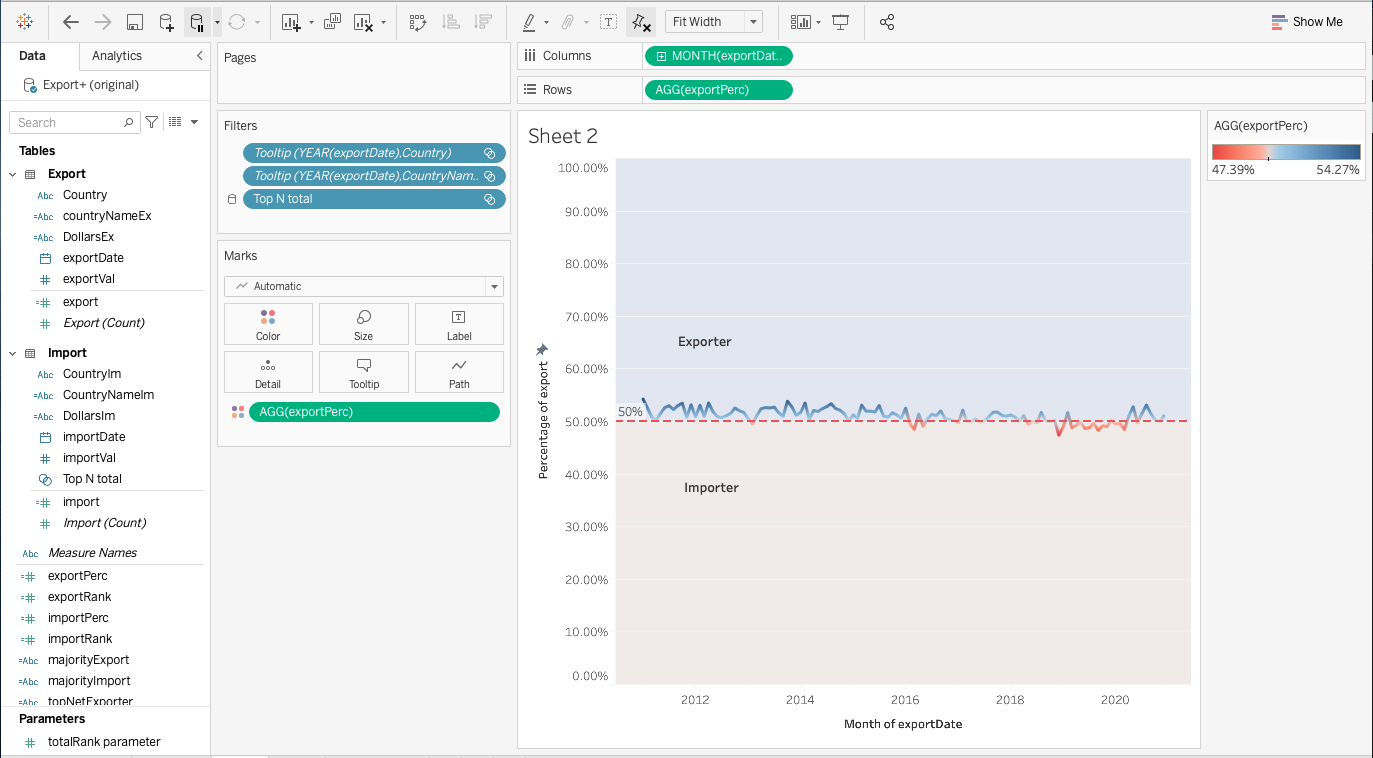 Fit Width
Show Me
Data
Analytics
Export+ (original)
Search
Tables
Export
Abc Country
=Abc countryNameEx
=Abc DollarsEx
exportDate
# exportVal
=# export
# Export (Count)
Import
Abc CountryIm
=Abc CountryNameIm
=Abc DollarsIm
importDate
# importVal
Top N total
=# import
# Import (Count)
Abc Measure Names
=# exportPerc
=# exportRank
=# importPerc
=# importRank
=Abc majorityExport
=Abc majorityImport
=Abc topNetExporter
Parameters
# totalRank parameter
Pages
Filters
Tooltip (YEAR(exportDate),Country)
Tooltip (YEAR(exportDate),CountryNam..
Top N total
Marks
Automatic
Color
Size
T
Label
Detail
Tooltip
Path
AGG(exportPerc)
Columns
MONTH(exportDat..
Rows
AGG(exportPerc)
Sheet 2
100.00%
90.00%
80.00%
70.00%
60.00%
50.00%
40.00%
30.00%
20.00%
10.00%
0.00%
Percentage of export
Exporter
50%
Importer
2012
2014
2016
2018
2020
Month of exportDate
AGG(exportPerc)
47.39%
54.27%